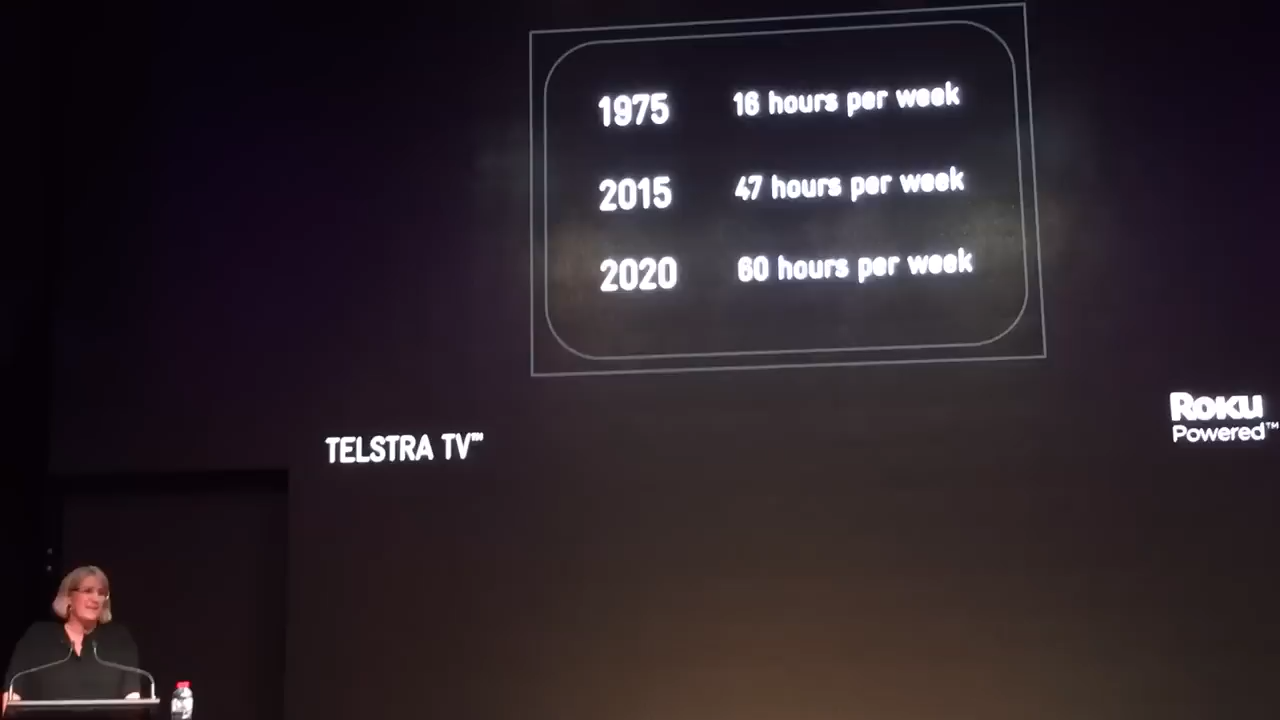 1975 16 hours per week
2015 47 hours per week
2020 60 hours per week
TELSTRA TV™
Roku
Powered™